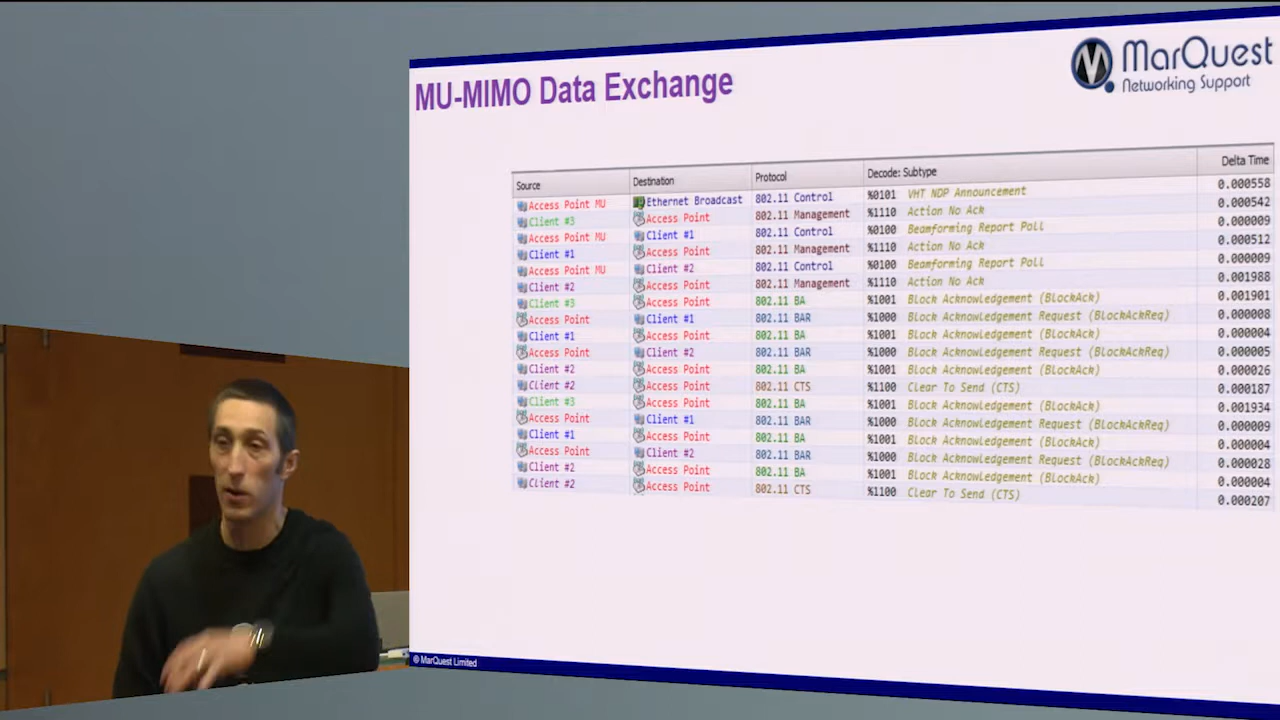 MarQuest
Networking Support
MU-MIMO Data Exchange
Source Destination Protocol Decode: Subtype Delta Time
Access Point MU Ethernet Broadcast 802.11 Control %0101 VHT NDP Announcement 0.000558
Client #3 Access Point 802.11 Management %1110 Action No Ack 0.000542
Access Point MU Client #1 802.11 Control %0100 Beamforming Report Poll 0.000009
Client #1 Access Point 802.11 Management %1110 Action No Ack 0.000512
Access Point MU Client #2 802.11 Control %0100 Beamforming Report Poll 0.000009
Client #2 Access Point 802.11 Management %1110 Action No Ack 0.001988
Client #3 Access Point 802.11 BA %1001 Block Acknowledgement (BlockAck) 0.001901
Access Point Client #1 802.11 BAR %1000 Block Acknowledgement Request (BlockAckReq) 0.000008
Client #1 Access Point 802.11 BA %1001 Block Acknowledgement (BlockAck) 0.000004
Access Point Client #2 802.11 BAR %1000 Block Acknowledgement Request (BlockAckReq) 0.000005
Client #2 Access Point 802.11 BA %1001 Block Acknowledgement (BlockAck) 0.000026
Client #2 Access Point 802.11 CTS %1100 Clear To Send (CTS) 0.000187
Client #3 Access Point 802.11 BA %1001 Block Acknowledgement (BlockAck) 0.001934
Access Point Client #1 802.11 BAR %1000 Block Acknowledgement Request (BlockAckReq) 0.000009
Client #1 Access Point 802.11 BA %1001 Block Acknowledgement (BlockAck) 0.000004
Access Point Client #2 802.11 BAR %1000 Block Acknowledgement Request (BlockAckReq) 0.000028
Client #2 Access Point 802.11 BA %1001 Block Acknowledgement (BlockAck) 0.000004
Client #2 Access Point 802.11 CTS %1100 Clear To Send (CTS) 0.000207
© MarQuest Limited